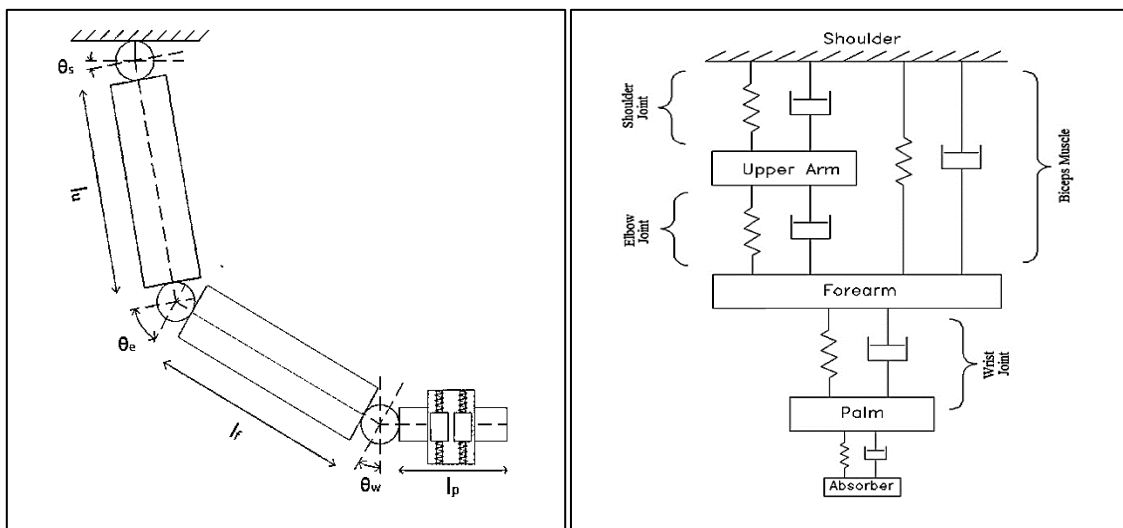 θs
lu
θe
lf
θw
lp
Shoulder
Shoulder
Joint
Upper Arm
Elbow
Joint
Biceps Muscle
Forearm
Wrist
Joint
Palm
Absorber